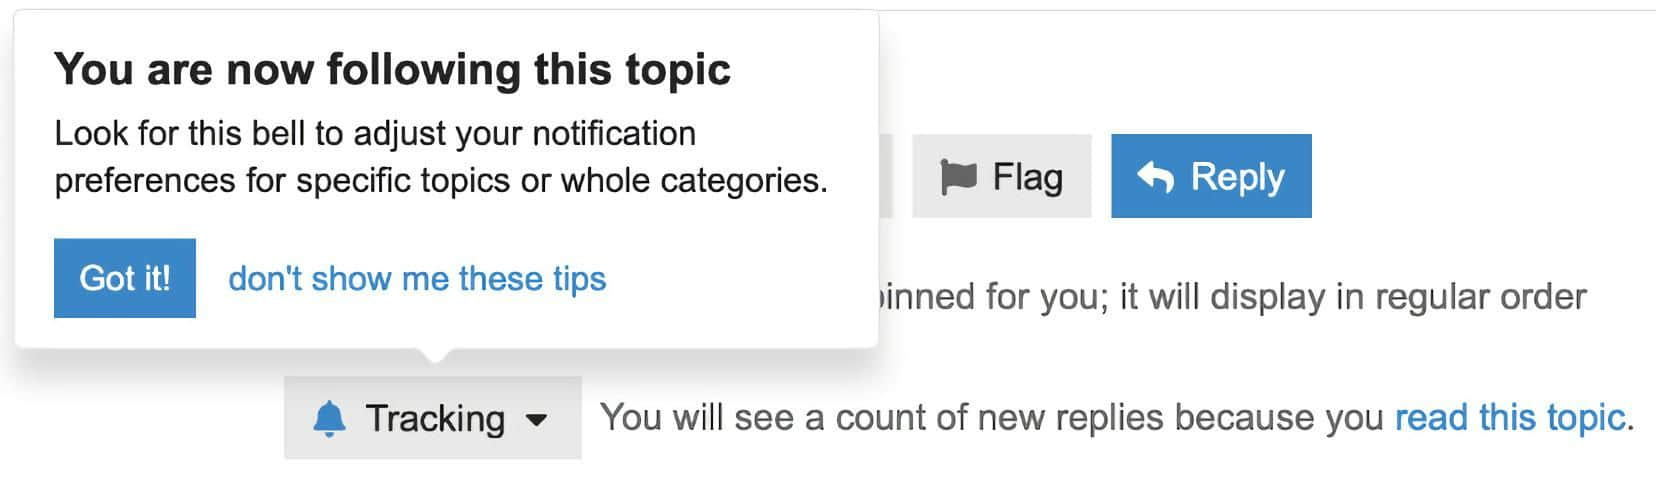 You are now following this topic
Look for this bell to adjust your notification
preferences for specific topics or whole categories.
Flag
Reply
Got it!
don't show me these tips
for you; it will display in regular order
Tracking
You will see a count of new replies because you read this topic.